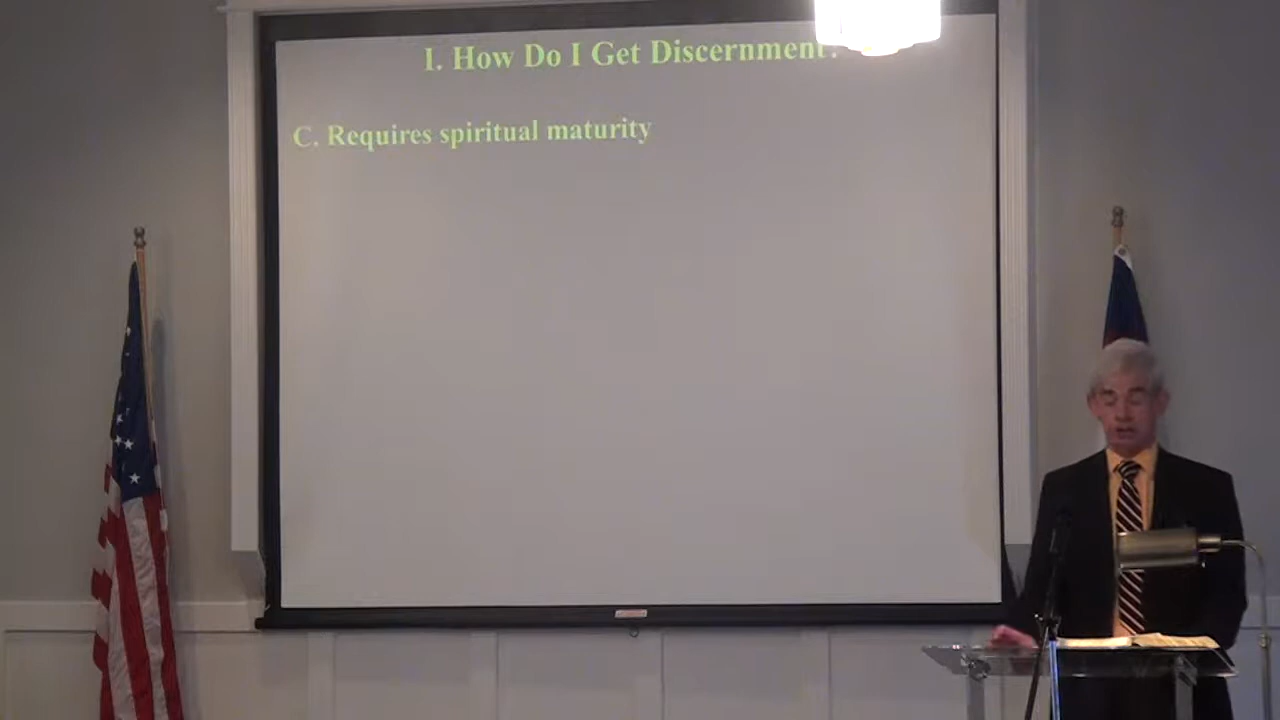 I. How Do I Get Discernment?
C. Requires spiritual maturity